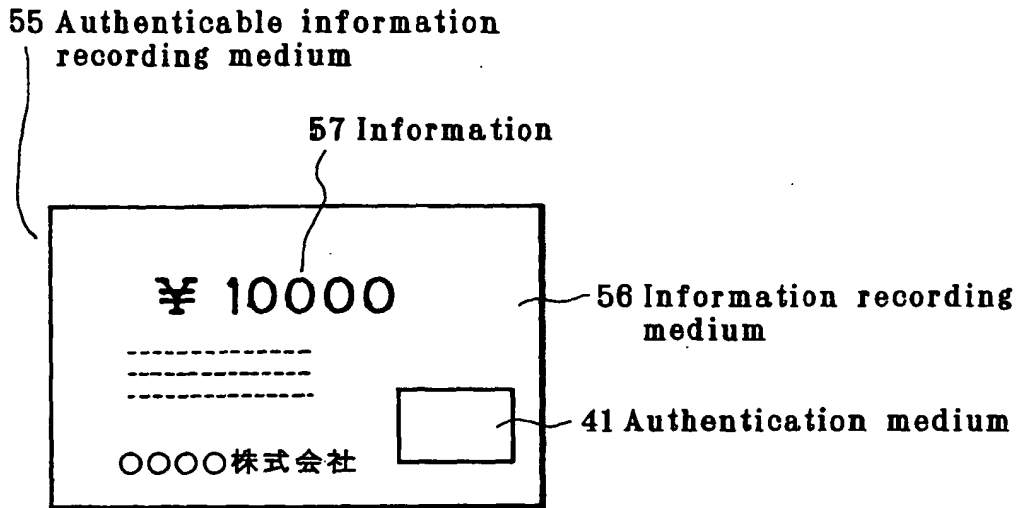 55 Authenticable information
recording medium
57 Information
¥ 10000
56 Information recording
medium
41 Authentication medium
○○○○株式会社